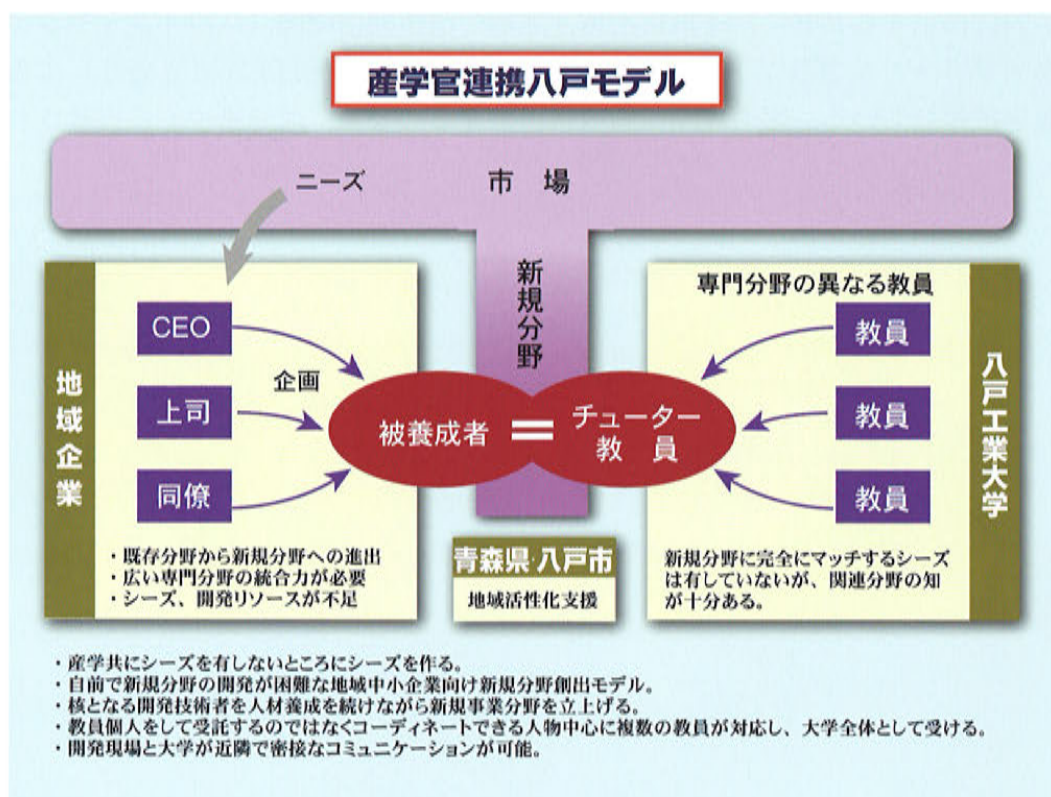 産学官連携八戸モデル
ニーズ
市 場
新規分野
地域企業
CEO
上司
同僚
企画
被養成者
=
チューター
教 員
専門分野の異なる教員
教員
教員
教員
八戸工業大学
・既存分野から新規分野への進出
・広い専門分野の統合力が必要
・シーズ、開発リソースが不足
青森県・八戸市
地域活性化支援
新規分野に完全にマッチするシーズ
は有していないが、関連分野の知
が十分ある。
・産学共にシーズを有しないところにシーズを作る。
・自前で新規分野の開発が困難な地域中小企業向け新規分野創出モデル。
・核となる開発技術者を人材養成を続けながら新規事業分野を立上げる。
・教員個人をして受託するのではなくコーディネートできる人物中心に複数の教員が対応し、大学全体として受ける。
・開発現場と大学が近隣で密接なコミュニケーションが可能。